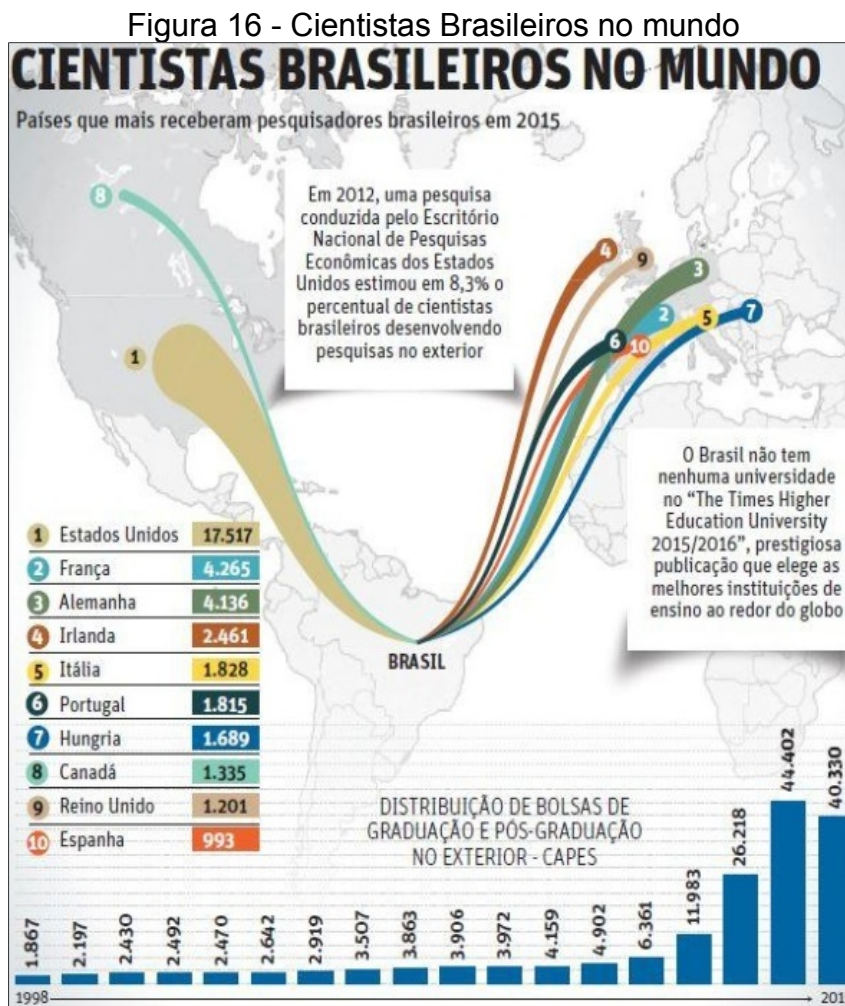 Figura 16 - Cientistas Brasileiros no mundo
CIENTISTAS BRASILEIROS NO MUNDO
Países que mais receberam pesquisadores brasileiros em 2015
8
Em 2012, uma pesquisa
conduzida pelo Escritório
Nacional de Pesquisas
Econômicas dos Estados
Unidos estimou em 8,3% o
percentual de cientistas
brasileiros desenvolvendo
pesquisas no exterior
4
9
3
2
5
7
6
10
1
O Brasil não tem
nenhuma universidade
no “The Times Higher
Education University
2015/2016”, prestigiosa
publicação que elege as
melhores instituições de
ensino ao redor do globo
BRASIL
1 Estados Unidos 17.517
2 França 4.265
3 Alemanha 4.136
4 Irlanda 2.461
5 Itália 1.828
6 Portugal 1.815
7 Hungria 1.689
8 Canadá 1.335
9 Reino Unido 1.201
10 Espanha 993
DISTRIBUIÇÃO DE BOLSAS DE
GRADUAÇÃO E PÓS-GRADUAÇÃO
NO EXTERIOR - CAPES
1.867
2.197
2.430
2.492
2.470
2.642
2.919
3.507
3.863
3.906
3.972
4.159
4.902
6.361
11.983
26.218
44.402
40.330
1998